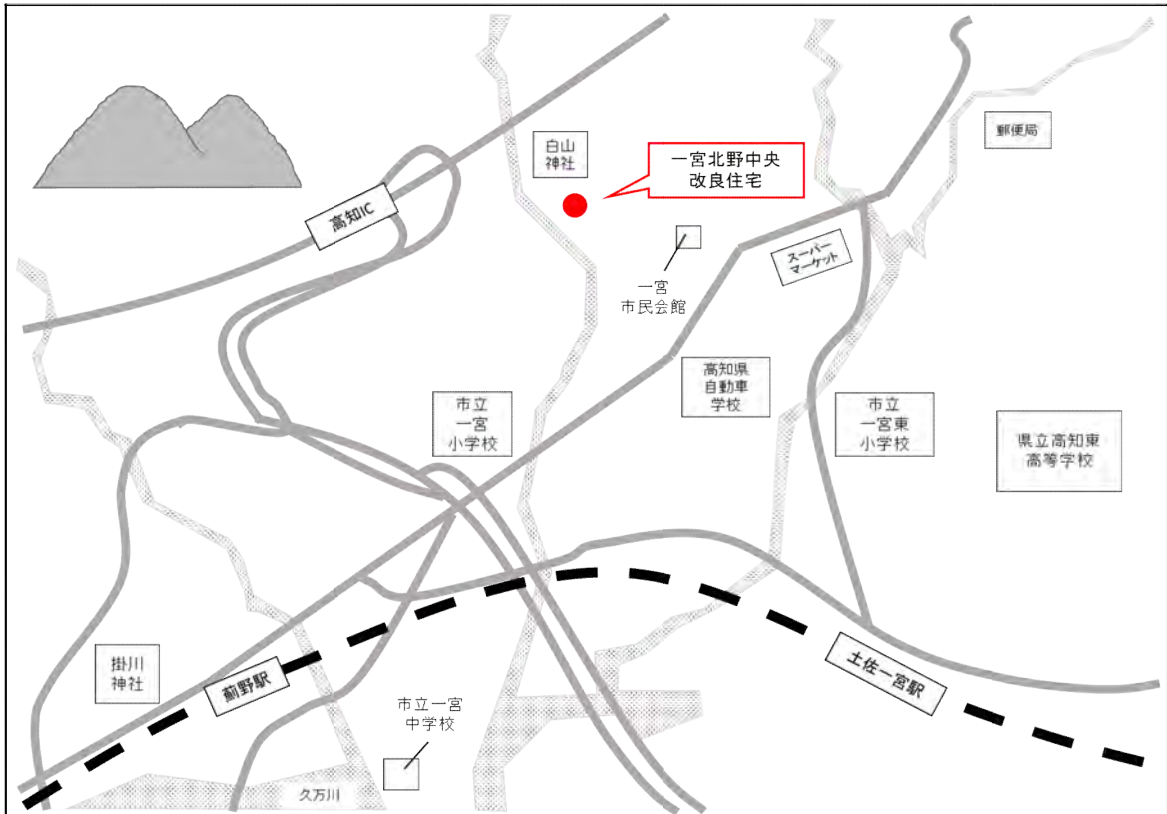 白山
神社
一宮北野中央
改良住宅
郵便局
高知IC
スーパー
マーケット
一宮
市民会館
高知県
自動車
学校
市立
一宮
小学校
市立
一宮東
小学校
県立高知東
高等学校
掛川
神社
薊野駅
土佐一宮駅
市立一宮
中学校
久万川